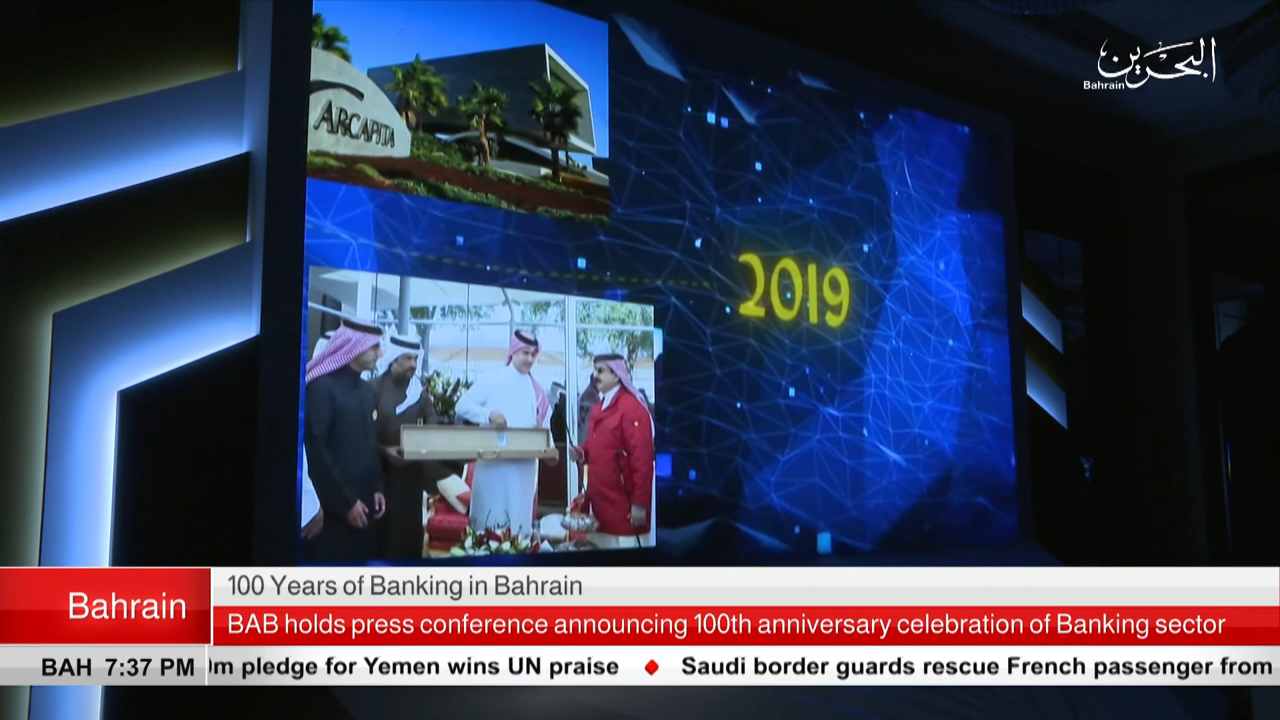 البحرين
Bahrain
ARCAPITA
2019
100 Years of Banking in Bahrain
Bahrain
BAB holds press conference announcing 100th anniversary celebration of Banking sector
BAH 7:37 PM
m pledge for Yemen wins UN praise ♦ Saudi border guards rescue French passenger from